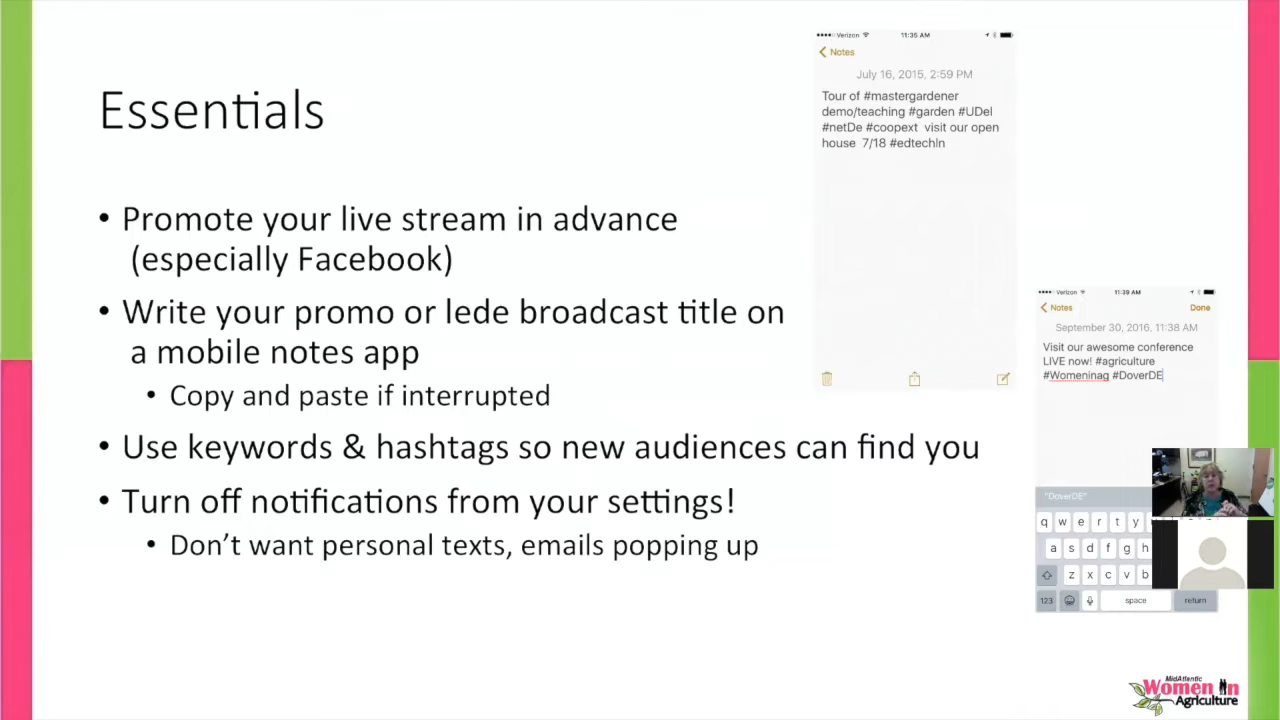 Essentials
• Promote your live stream in advance
(especially Facebook)
• Write your promo or lede broadcast title on
a mobile notes app
• Copy and paste if interrupted
• Use keywords & hashtags so new audiences can find you
• Turn off notifications from your settings!
• Don't want personal texts, emails popping up
Verizon 11:35 AM
Notes
July 16, 2015, 2:59 PM
Tour of #mastergardener
demo/teaching #garden #UDel
#netDe #coopext visit our open
house 7/18 #edtechln
Verizon 11:39 AM
Notes Done
September 30, 2016, 11:38 AM
Visit our awesome conference
LIVE now! #agriculture
#Womeninag #DoverDE
"DoverDE"
q w e r t y
a s d f g h
z x c v b
123 space return
MidAtlantic
Women In
Agriculture